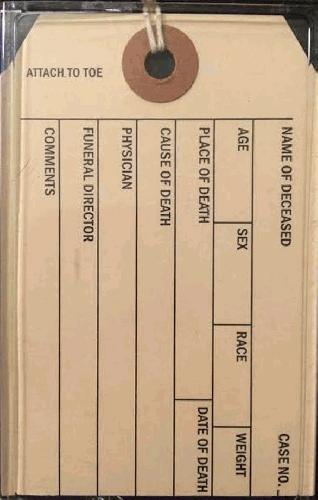 ATTACH TO TOE
NAME OF DECEASED CASE NO. _
AGE SEX RACE WEIGHT
PLACE OF DEATH DATE OF DEATH
CAUSE OF DEATH
PHYSICIAN
FUNERAL DIRECTOR
COMMENTS